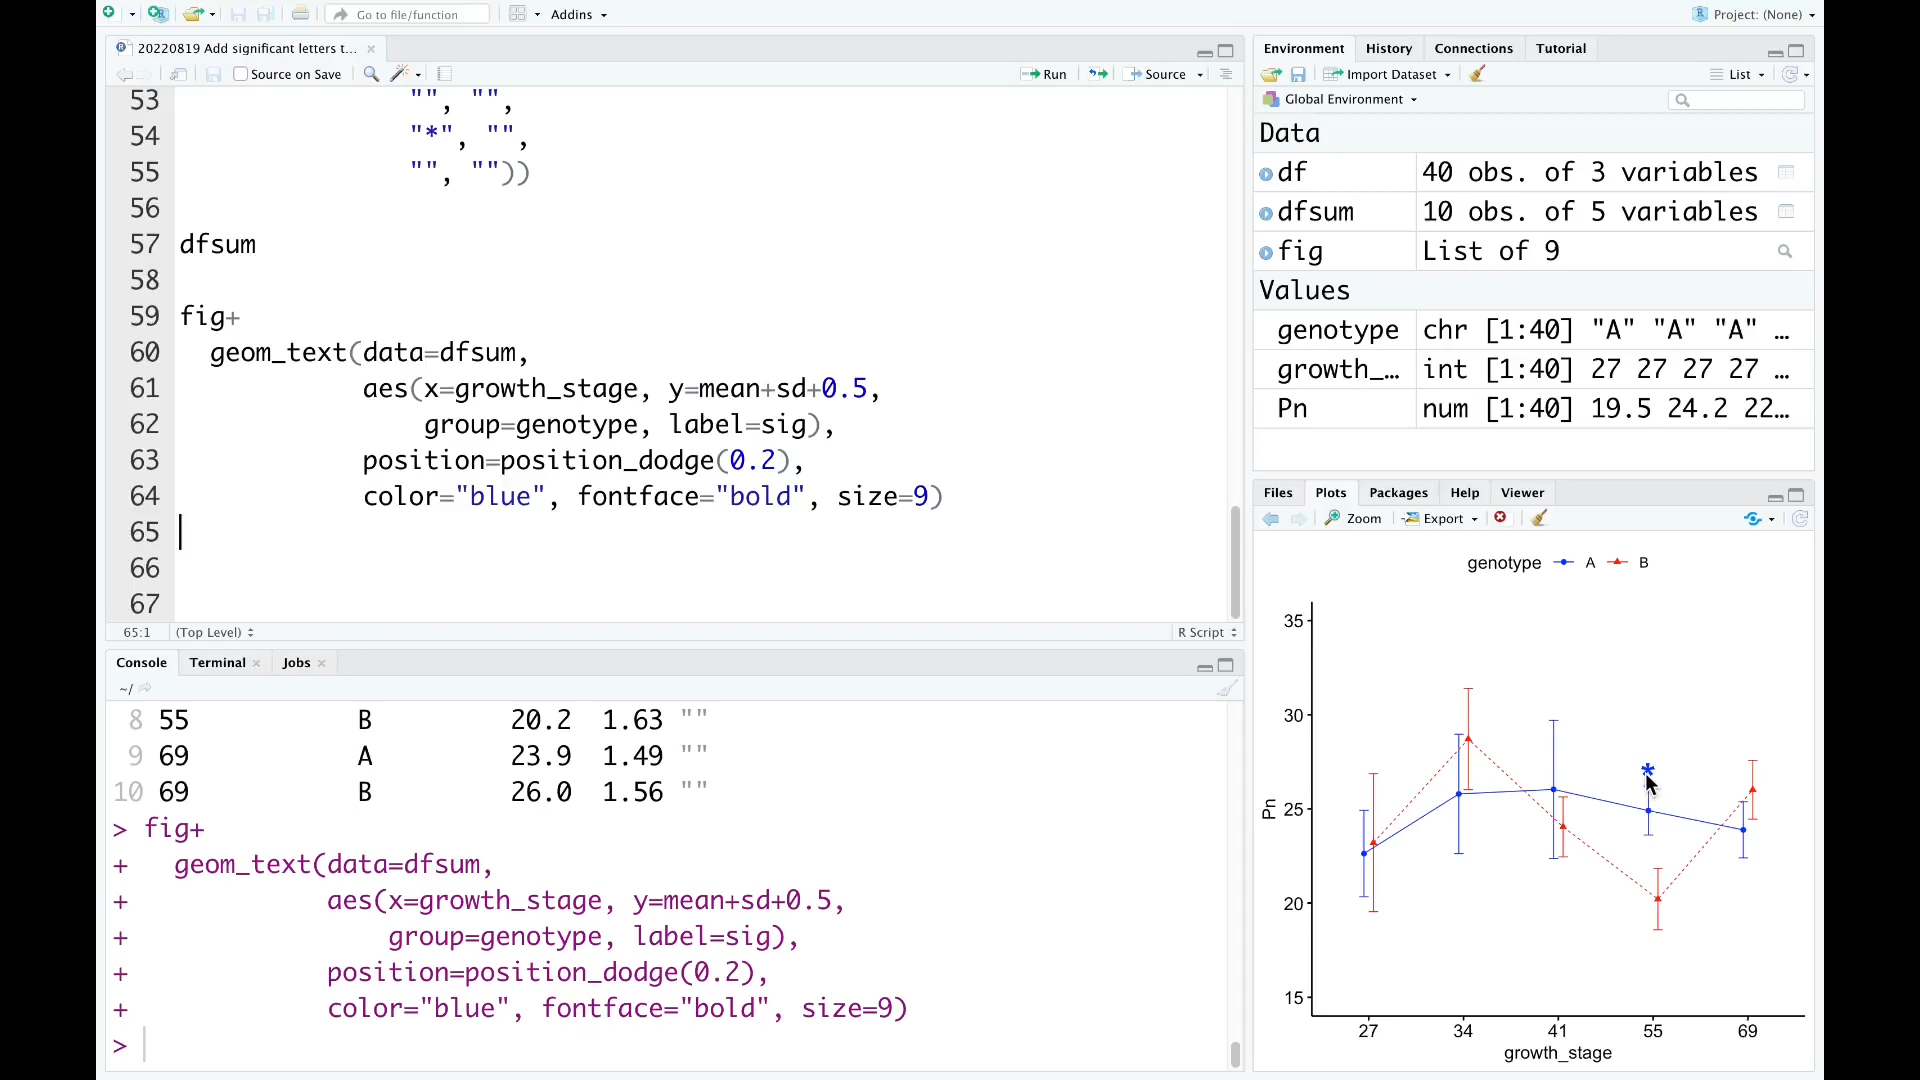 Go to file/function
Addins
Project: (None)
20220819 Add significant letters t...
Source on Save
Run
Source
53 "", "",
54 "*", "",
55 "", ""))
56
57 dfsum
58
59 fig+
60 geom_text(data=dfsum,
61 aes(x=growth_stage, y=mean+sd+0.5,
62 group=genotype, label=sig),
63 position=position_dodge(0.2),
64 color="blue", fontface="bold", size=9)
65
66
67
65:1 (Top Level) R Script
Console Terminal Jobs
~/
8 55 B 20.2 1.63 ""
9 69 A 23.9 1.49 ""
10 69 B 26.0 1.56 ""
> fig+
+ geom_text(data=dfsum,
+ aes(x=growth_stage, y=mean+sd+0.5,
+ group=genotype, label=sig),
+ position=position_dodge(0.2),
+ color="blue", fontface="bold", size=9)
>
Environment History Connections Tutorial
Import Dataset List
Global Environment
Data
df 40 obs. of 3 variables
dfsum 10 obs. of 5 variables
fig List of 9
Values
genotype chr [1:40] "A" "A" "A" …
growth_… int [1:40] 27 27 27 27 …
Pn num [1:40] 19.5 24.2 22…
Files Plots Packages Help Viewer
Zoom Export
genotype A B
35
30
*
25
Pn
20
15
27 34 41 55 69
growth_stage